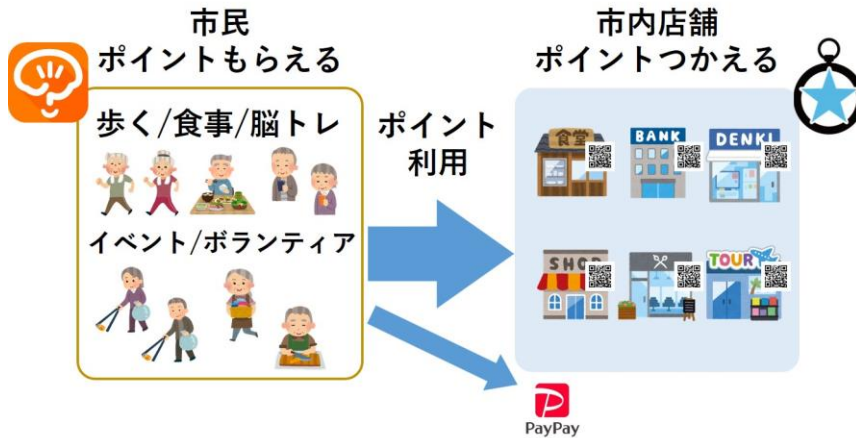 市民
ポイントもらえる
歩く/食事/脳トレ
イベント/ボランティア
ポイント
利用
市内店舗
ポイントつかえる
食堂
BANK
DENKI
SHOP
TOUR
PayPay